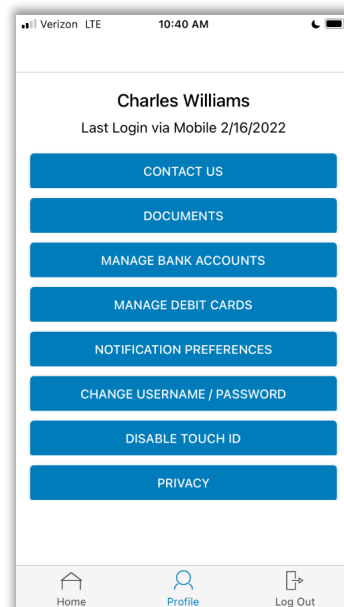 Verizon LTE 10:40 AM
Charles Williams
Last Login via Mobile 2/16/2022
CONTACT US
DOCUMENTS
MANAGE BANK ACCOUNTS
MANAGE DEBIT CARDS
NOTIFICATION PREFERENCES
CHANGE USERNAME / PASSWORD
DISABLE TOUCH ID
PRIVACY
Home Profile Log Out